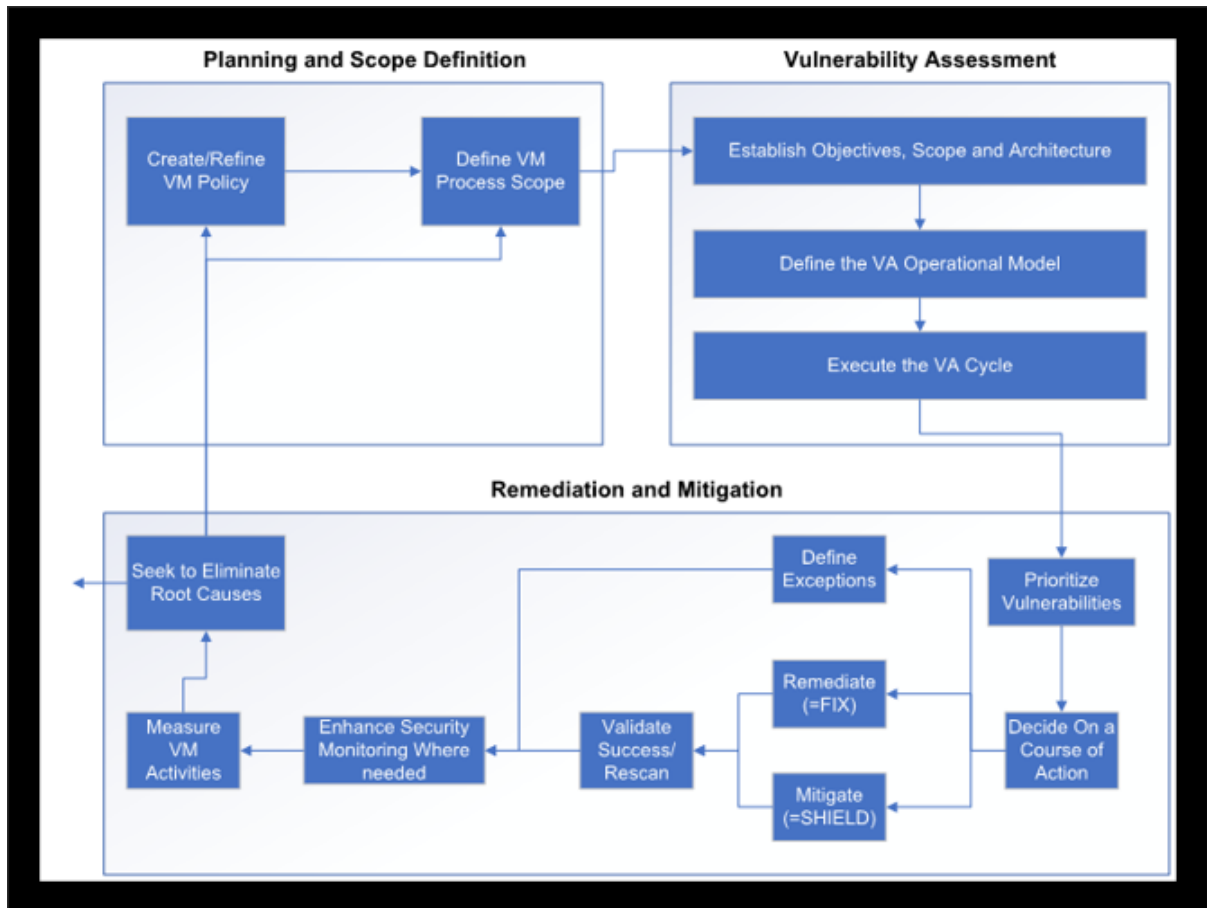 Planning and Scope Definition
Vulnerability Assessment
Create/Refine
VM Policy
Define VM
Process Scope
Establish Objectives, Scope and Architecture
Define the VA Operational Model
Execute the VA Cycle
Remediation and Mitigation
Prioritize
Vulnerabilities
Decide On a
Course of
Action
Define
Exceptions
Remediate
(=FIX)
Mitigate
(=SHIELD)
Validate
Success/
Rescan
Enhance Security
Monitoring Where
needed
Measure
VM
Activities
Seek to Eliminate
Root Causes